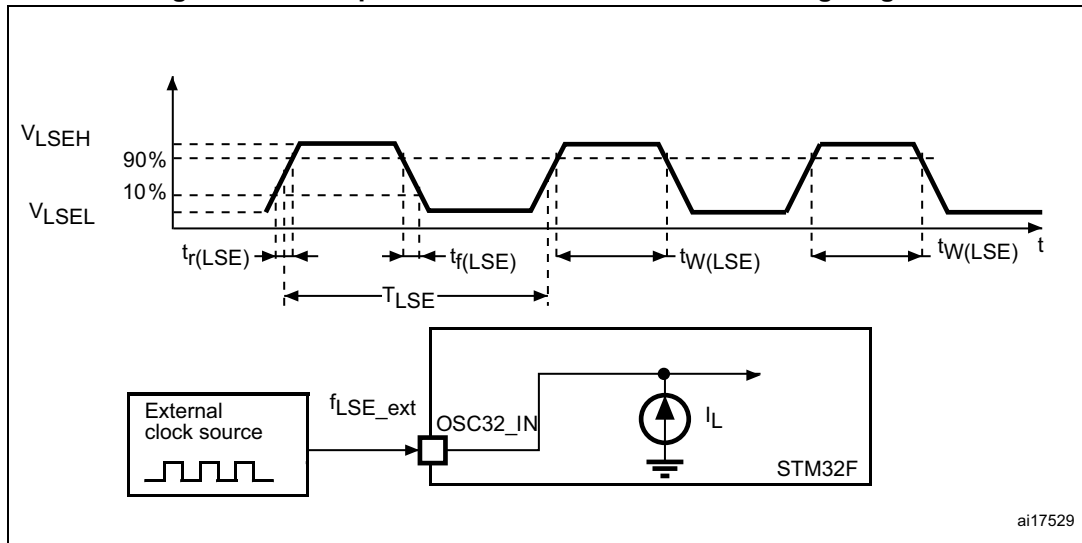 VLSEH
90%
10%
VLSEL
tr(LSE)
tf(LSE)
tW(LSE)
tW(LSE)
t
TLSE
External
clock source
fLSE_ext
OSC32_IN
IL
STM32F
ai17529